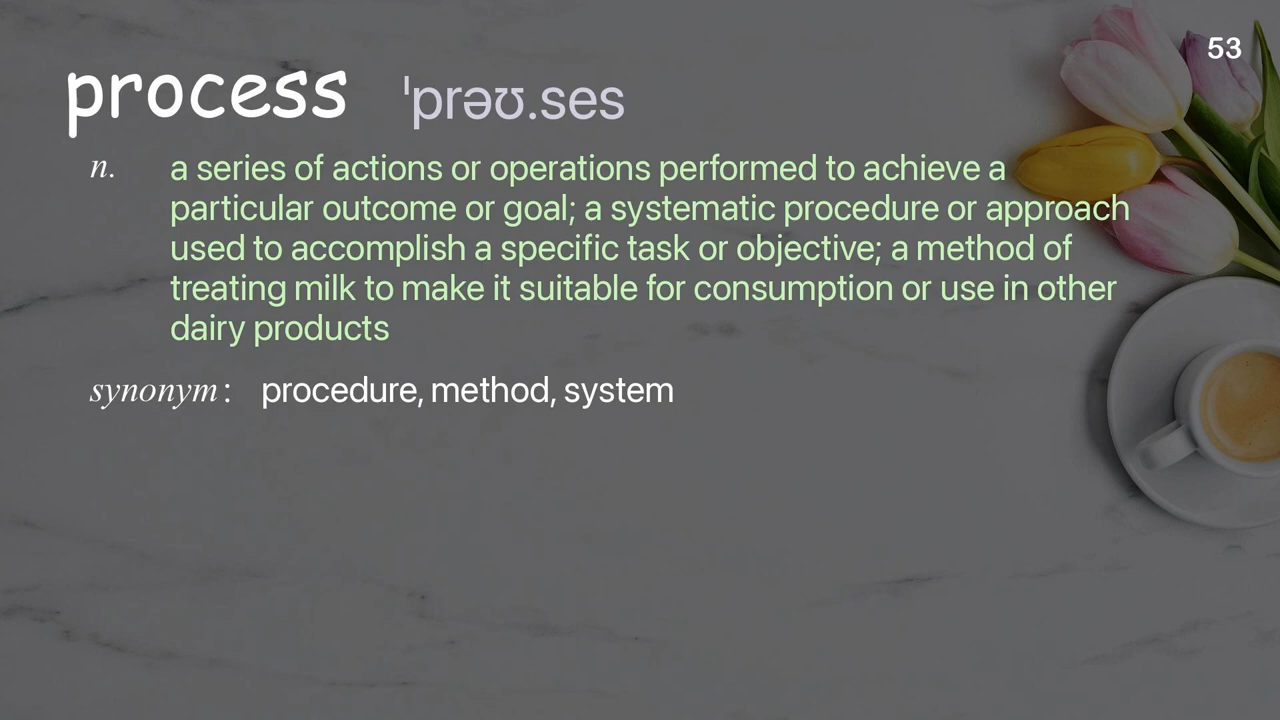 53
process ˈprəʊ.ses
n. a series of actions or operations performed to achieve a
particular outcome or goal; a systematic procedure or approach
used to accomplish a specific task or objective; a method of
treating milk to make it suitable for consumption or use in other
dairy products
synonym: procedure, method, system